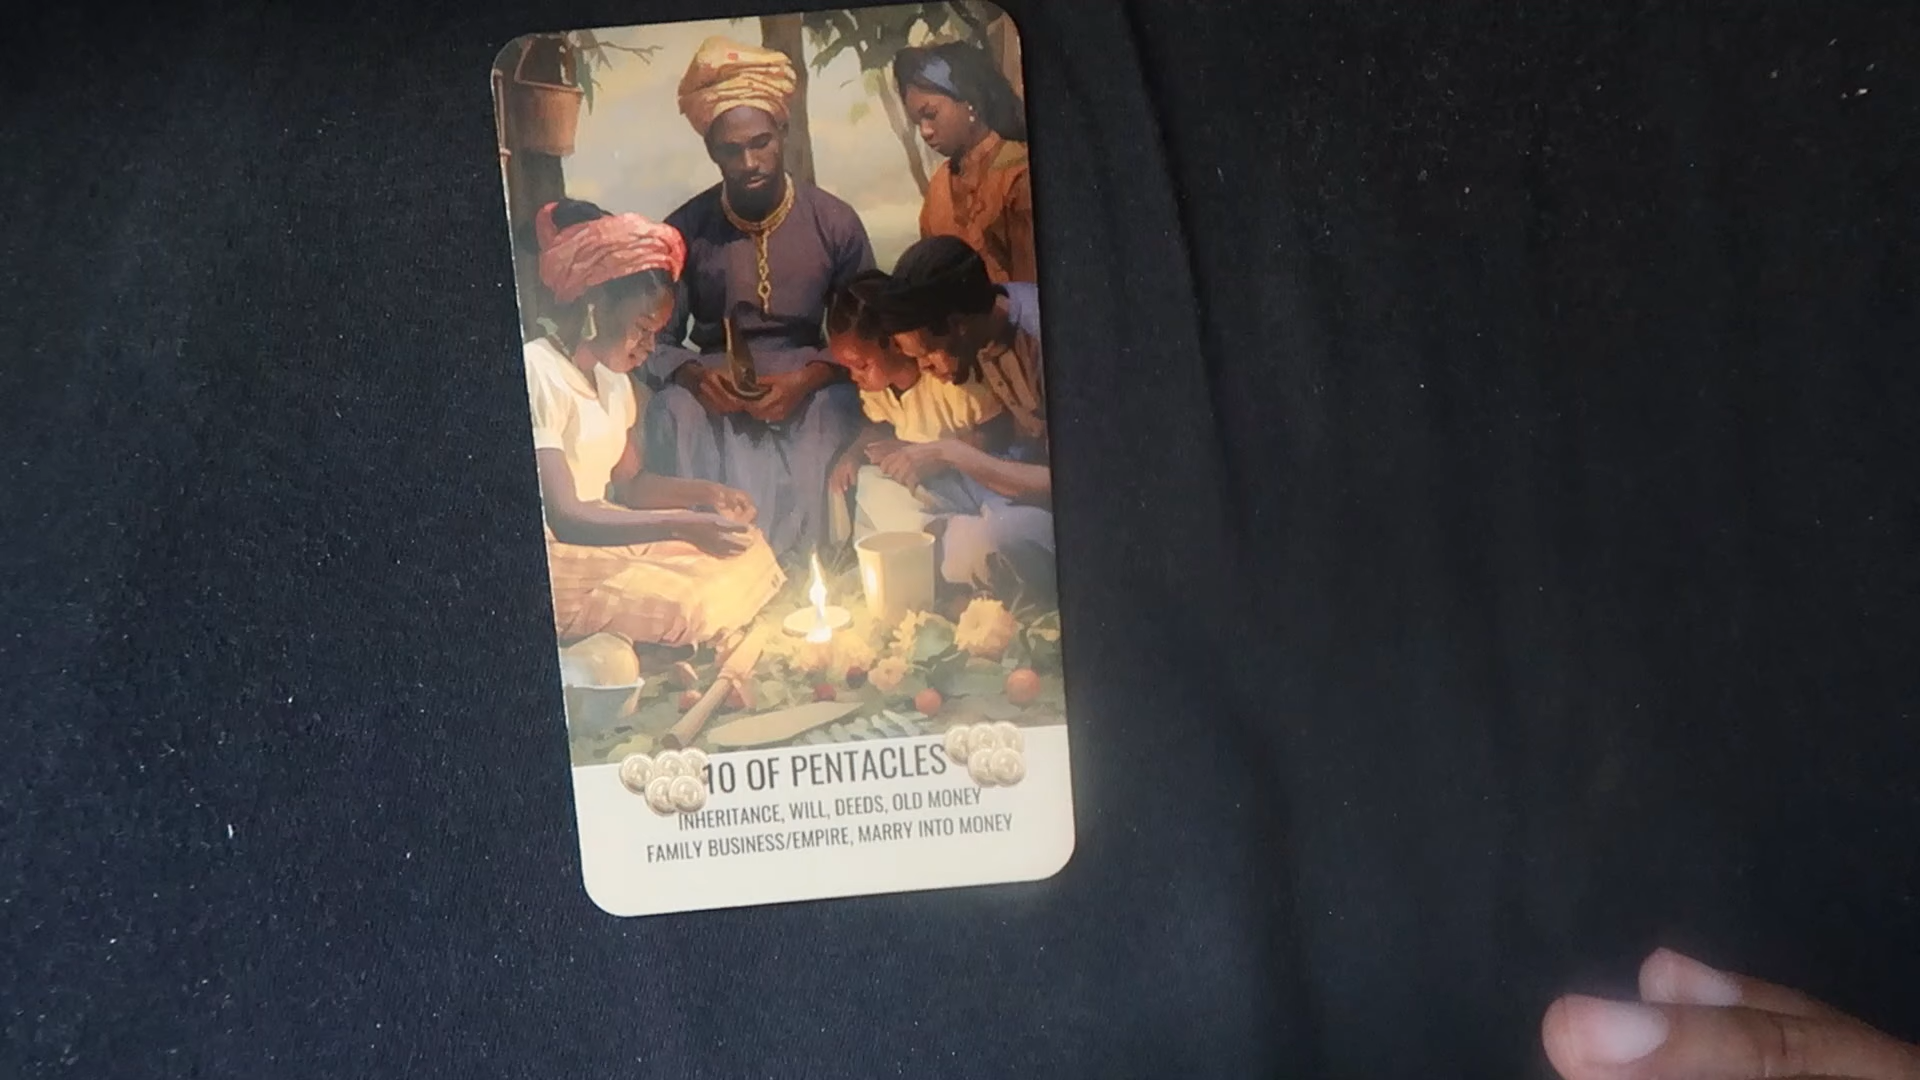 10 OF PENTACLES
INHERITANCE, WILL, DEEDS, OLD MONEY
FAMILY BUSINESS/EMPIRE, MARRY INTO MONEY